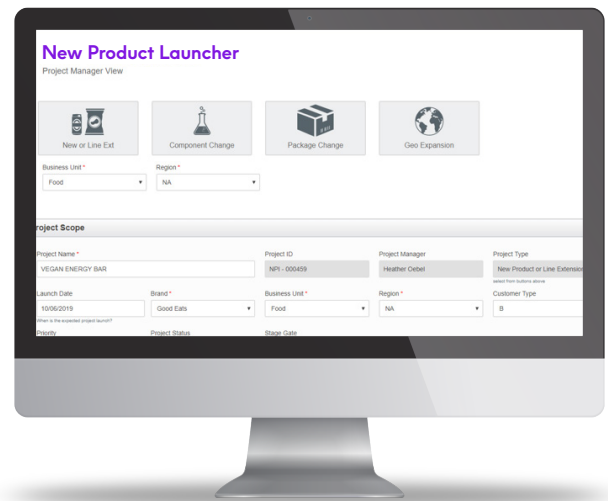 New Product Launcher
Project Manager View
New or Line Ext
Component Change
Package Change
Geo Expansion
Business Unit *
Region *
Food
NA
roject Scope
Project Name *
Project ID
Project Manager
Project Type
VEGAN ENERGY BAR
NPI - 000459
Heather Debel
New Product or Line Extension
select from buttons above
Launch Date
Brand *
Business Unit *
Region *
Customer Type
10/06/2019
Good Eats
Food
NA
B
When is the expected project launch?
Priority
Project Status
Stage Gate